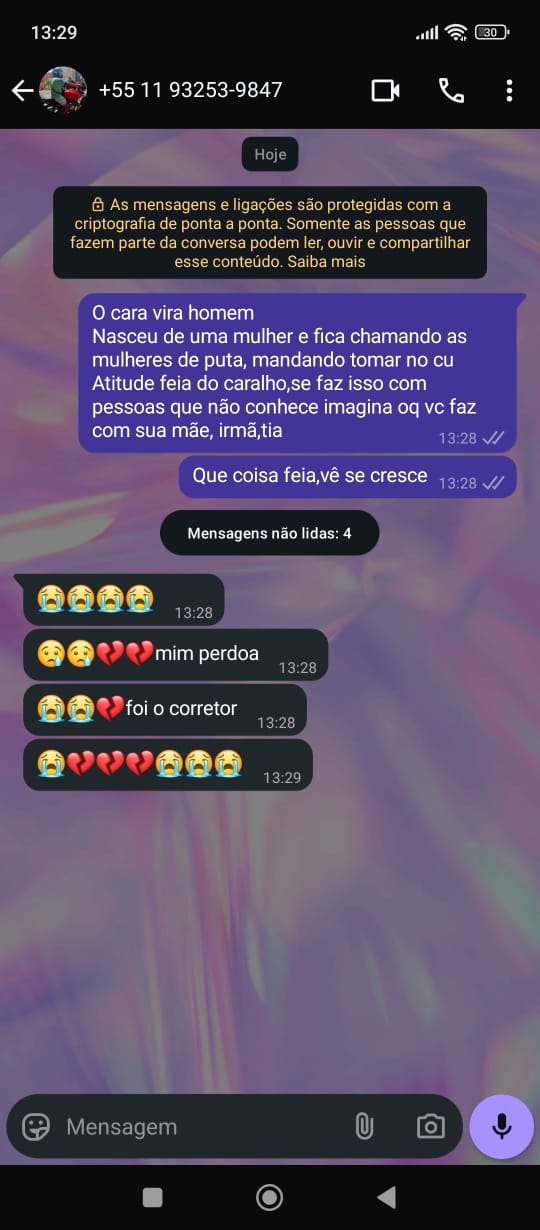 13:29
30
+55 11 93253-9847
Hoje
As mensagens e ligações são protegidas com a
criptografia de ponta a ponta. Somente as pessoas que
fazem parte da conversa podem ler, ouvir e compartilhar
esse conteúdo. Saiba mais
O cara vira homem
Nasceu de uma mulher e fica chamando as
mulheres de puta, mandando tomar no cu
Atitude feia do caralho,se faz isso com
pessoas que não conhece imagina oq vc faz
com sua mãe, irmã,tia
13:28
Que coisa feia,vê se cresce 13:28
Mensagens não lidas: 4
😭😭😭😭 13:28
😢😢💔💔mim perdoa 13:28
😭😭💔foi o corretor 13:28
😭💔💔💔😭😭😭 13:29
Mensagem